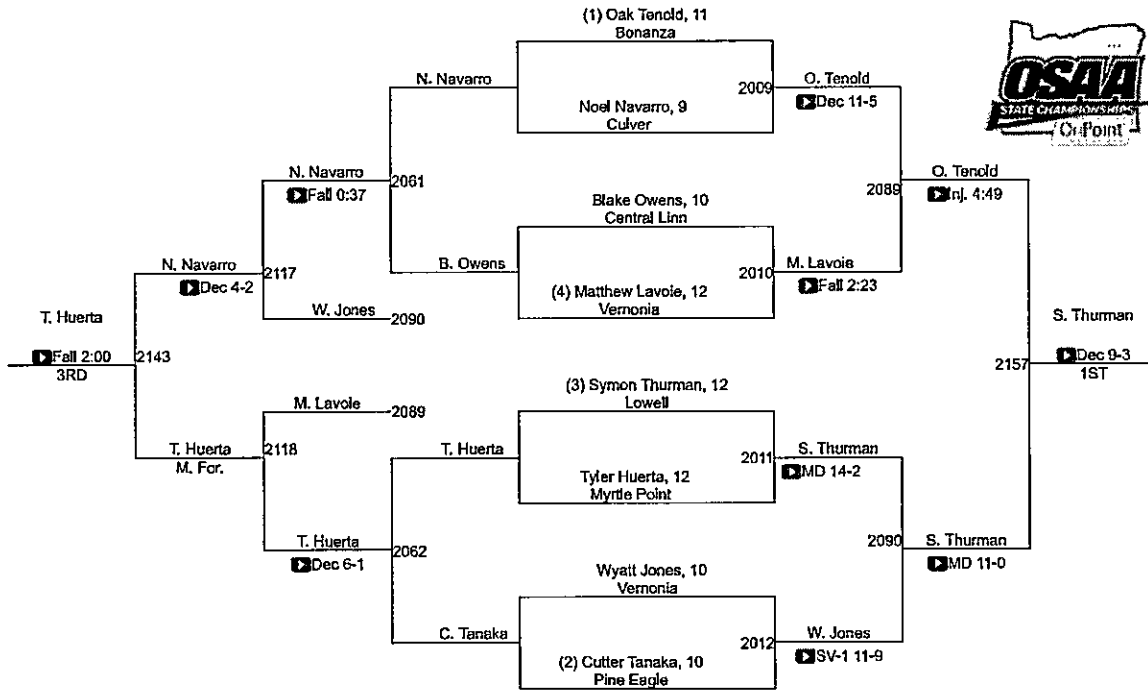 (1) Oak Tenold, 11
Bonanza
N. Navarro
2009
O. Tenold
Dec 11-5
Noel Navarro, 9
Culver
OSAA
STATE CHAMPIONSHIPS
OnPoint
N. Navarro
Fall 0:37
2061
2089
O. Tenold
Inj. 4:49
Blake Owens, 10
Central Linn
N. Navarro
Dec 4-2
2117
B. Owens
2010
M. Lavoie
Fall 2:23
(4) Matthew Lavoie, 12
Vernonia
W. Jones
2090
T. Huerta
Fall 2:00
3RD
2143
S. Thurman
2157
Dec 9-3
1ST
(3) Symon Thurman, 12
Lowell
M. Lavoie
2089
T. Huerta
M. For.
2118
T. Huerta
2011
S. Thurman
MD 14-2
Tyler Huerta, 12
Myrtle Point
T. Huerta
Dec 6-1
2062
2090
S. Thurman
MD 11-0
Wyatt Jones, 10
Vernonia
C. Tanaka
2012
W. Jones
SV-1 11-9
(2) Cutter Tanaka, 10
Pine Eagle